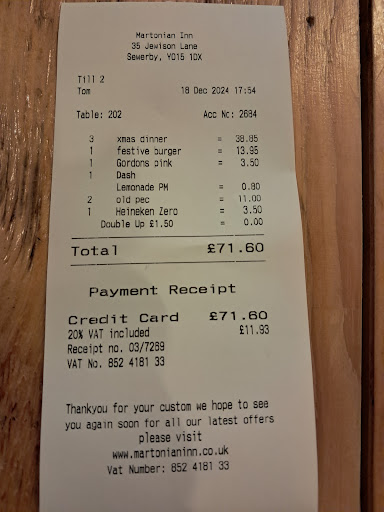 Martonian Inn
35 Jewison Lane
Sewerby, YO15 1DX
Till 2
Tom 18 Dec 2024 17:54
Table: 202 Acc No: 2684
3 xmas dinner = 38.85
1 festive burger = 13.95
1 Gordons pink = 3.50
1 Dash
Lemonade PM = 0.80
2 old pec = 11.00
1 Heineken Zero = 3.50
Double Up £1.50 = 0.00
Total £71.60
Payment Receipt
Credit Card £71.60
20% VAT included £11.93
Receipt no. 03/7269
VAT No. 852 4181 33
Thankyou for your custom we hope to see
you again soon for all our latest offers
please visit
www.martonianinn.co.uk
Vat Number: 852 4181 33